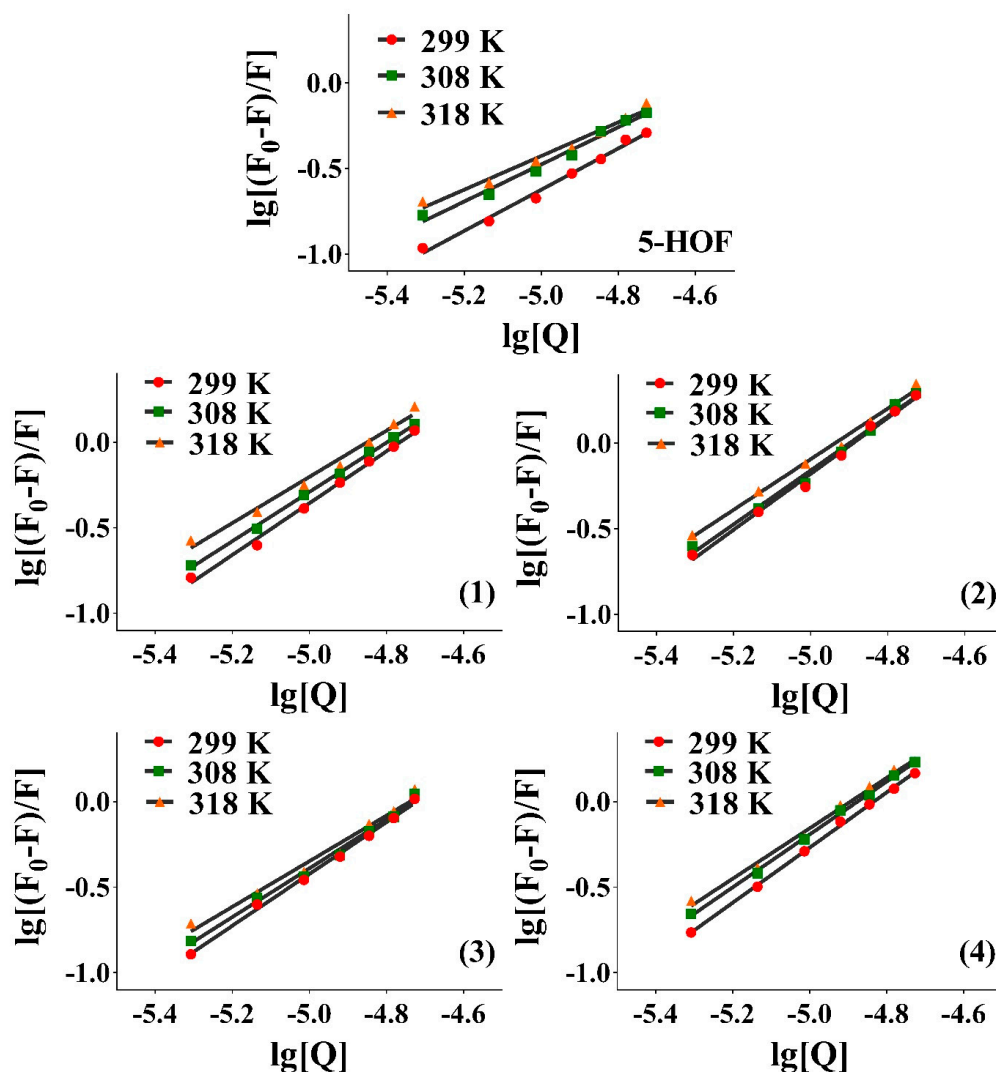 299 K
308 K
318 K
lg[(F0-F)/F]
0.0
-0.5
-1.0
5-HOF
-5.4 -5.2 -5.0 -4.8 -4.6
lg[Q]
299 K
308 K
318 K
lg[(F0-F)/F]
0.0
-0.5
-1.0
(1)
-5.4 -5.2 -5.0 -4.8 -4.6
lg[Q]
299 K
308 K
318 K
lg[(F0-F)/F]
0.0
-0.5
-1.0
(2)
-5.4 -5.2 -5.0 -4.8 -4.6
lg[Q]
299 K
308 K
318 K
lg[(F0-F)/F]
0.0
-0.5
-1.0
(3)
-5.4 -5.2 -5.0 -4.8 -4.6
lg[Q]
299 K
308 K
318 K
lg[(F0-F)/F]
0.0
-0.5
-1.0
(4)
-5.4 -5.2 -5.0 -4.8 -4.6
lg[Q]